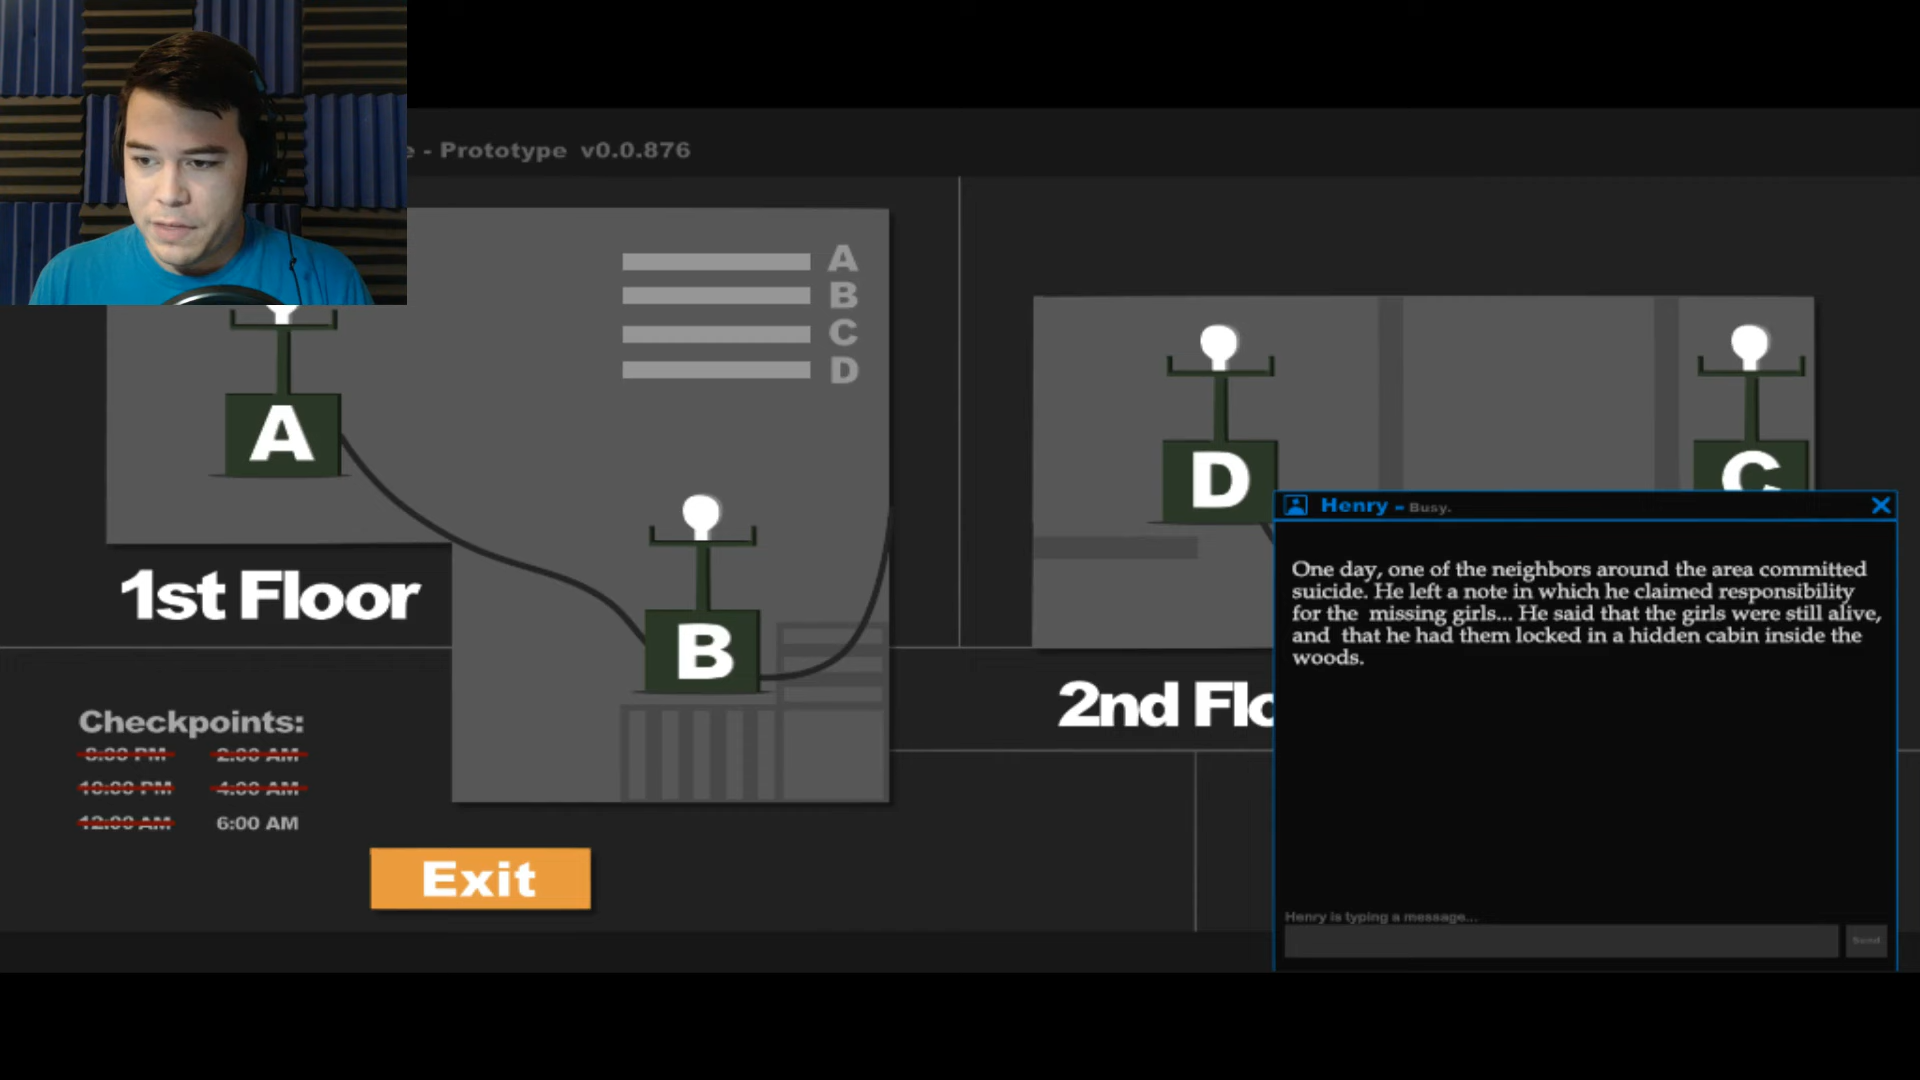 - Prototype v0.0.876
A
B
C
D
A
B
1st Floor
D
C
2nd Flo
Henry - Busy.
One day, one of the neighbors around the area committed
suicide. He left a note in which he claimed responsibility
for the missing girls... He said that the girls were still alive,
and that he had them locked in a hidden cabin inside the
woods.
Henry is typing a message...
Send
Checkpoints:
8:00 PM 2:00 AM
10:00 PM 4:00 AM
12:00 AM 6:00 AM
Exit